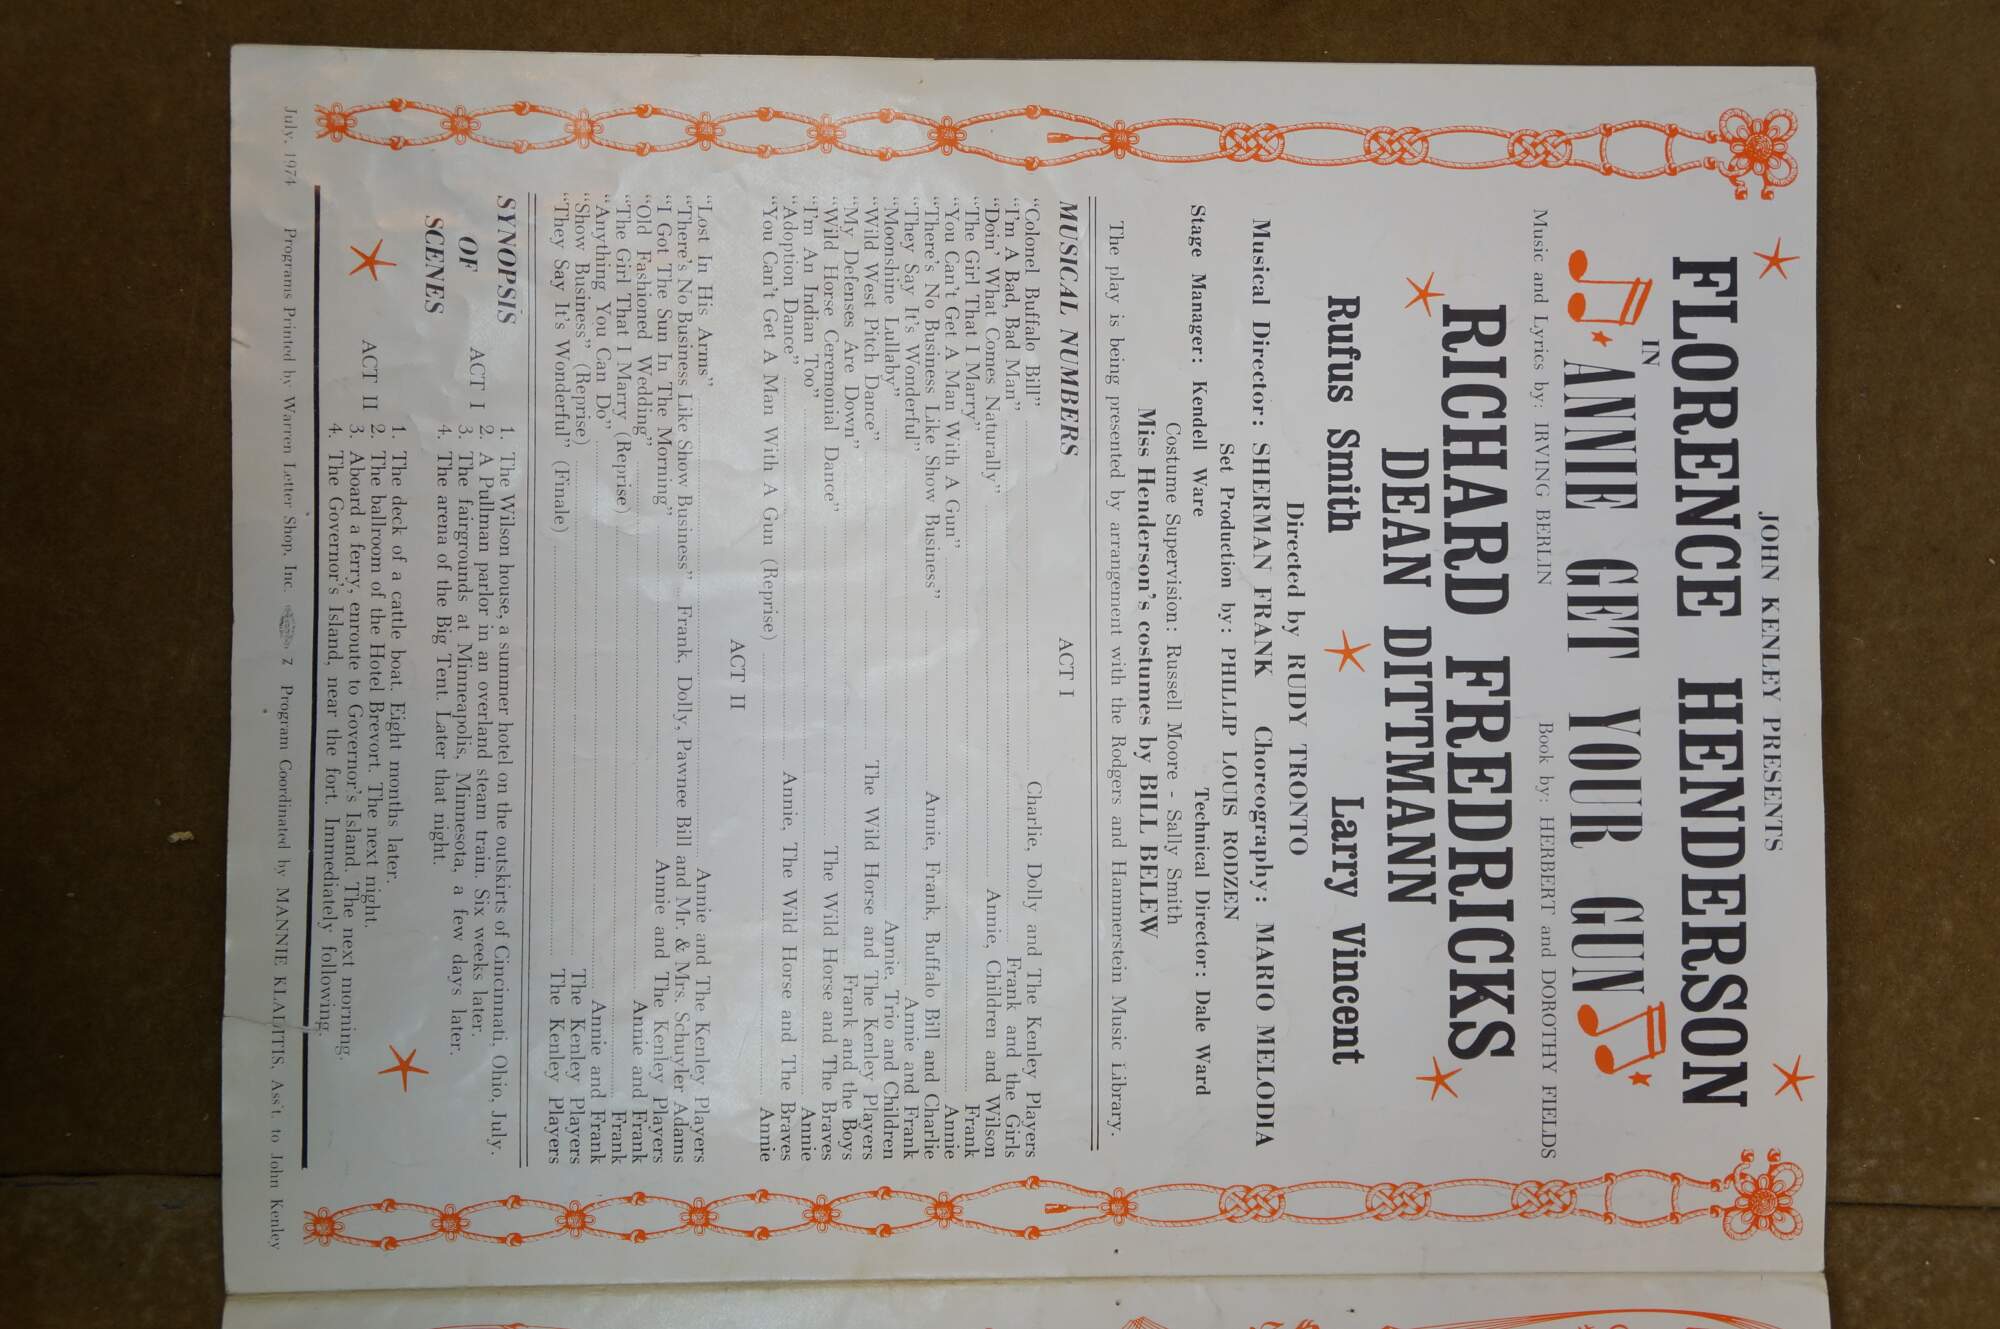 JOHN KENLEY PRESENTS
FLORENCE HENDERSON
IN
ANNIE GET YOUR GUN
Music and Lyrics by: IRVING BERLIN Book by: HERBERT and DOROTHY FIELDS
RICHARD FREDRICKS
DEAN DITTMANN
Rufus Smith Larry Vincent
Directed by RUDY TRONTO
Musical Director: SHERMAN FRANK Choreography: MARIO MELODIA
Set Production by: PHILLIP LOUIS RODZEN
Stage Manager: Kendell Ware Technical Director: Dale Ward
Costume Supervision: Russell Moore - Sally Smith
Miss Henderson's costumes by BILL BELEW
The play is being presented by arrangement with the Rodgers and Hammerstein Music Library.
MUSICAL NUMBERS
ACT I
"Colonel Buffalo Bill" Charlie, Dolly and The Kenley Players
"I'm A Bad, Bad Man" Frank and the Girls
"Doin' What Comes Naturally" Annie, Children and Wilson
"The Girl That I Marry" Frank
"You Can't Get A Man With A Gun" Annie
"There's No Business Like Show Business" Annie, Frank, Buffalo Bill and Charlie
"They Say It's Wonderful" Annie and Frank
"Moonshine Lullaby" Annie, Trio and Children
"Wild West Pitch Dance" The Wild Horse and The Kenley Players
"My Defenses Are Down" Frank and the Boys
"Wild Horse Ceremonial Dance" The Wild Horse and The Braves
"I'm An Indian Too" Annie
"Adoption Dance" Annie, The Wild Horse and The Braves
"You Can't Get A Man With A Gun (Reprise) Annie
ACT II
"Lost In His Arms" Annie and The Kenley Players
"There's No Business Like Show Business" Frank, Dolly, Pawnee Bill and Mr. & Mrs. Schuyler Adams
"I Got The Sun In The Morning" Annie and The Kenley Players
"Old Fashioned Wedding" Annie and Frank
"The Girl That I Marry (Reprise) Frank
"Anything You Can Do" Annie and Frank
"Show Business" (Reprise) The Kenley Players
"They Say It's Wonderful" (Finale) The Kenley Players
SYNOPSIS
OF
SCENES
ACT I
1. The Wilson house, a summer hotel on the outskirts of Cincinnati, Ohio, July.
2. A Pullman parlor in an overland steam train. Six weeks later.
3. The fairgrounds at Minneapolis, Minnesota, a few days later.
4. The arena of the Big Tent. Later that night.
ACT II
1. The deck of a cattle boat. Eight months later.
2. The ballroom of the Hotel Brevort. The next night.
3. Aboard a ferry, enroute to Governor's Island. The next morning.
4. The Governor's Island, near the fort. Immediately following.
July, 1974 Programs Printed by Warren Letter Shop, Inc. 7 Program Coordinated by MANNIE KLADITIS, Ass't. to John Kenley